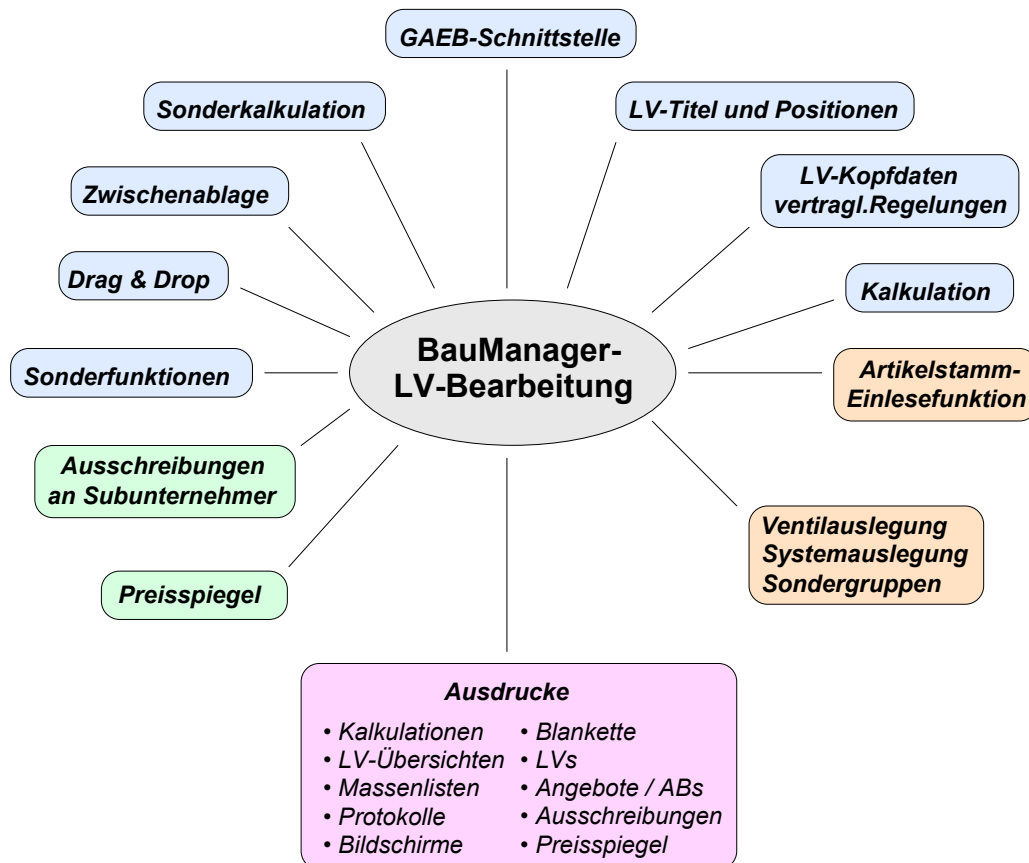 GAEB-Schnittstelle
Sonderkalkulation
LV-Titel und Positionen
Zwischenablage
LV-Kopfdaten
vertragl.Regelungen
Drag & Drop
Kalkulation
BauManager-
LV-Bearbeitung
Sonderfunktionen
Artikelstamm-
Einlesefunktion
Ausschreibungen
an Subunternehmer
Ventilauslegung
Systemauslegung
Sondergruppen
Preisspiegel
Ausdrucke
• Kalkulationen
• LV-Übersichten
• Massenlisten
• Protokolle
• Bildschirme
• Blankette
• LVs
• Angebote / ABs
• Ausschreibungen
• Preisspiegel